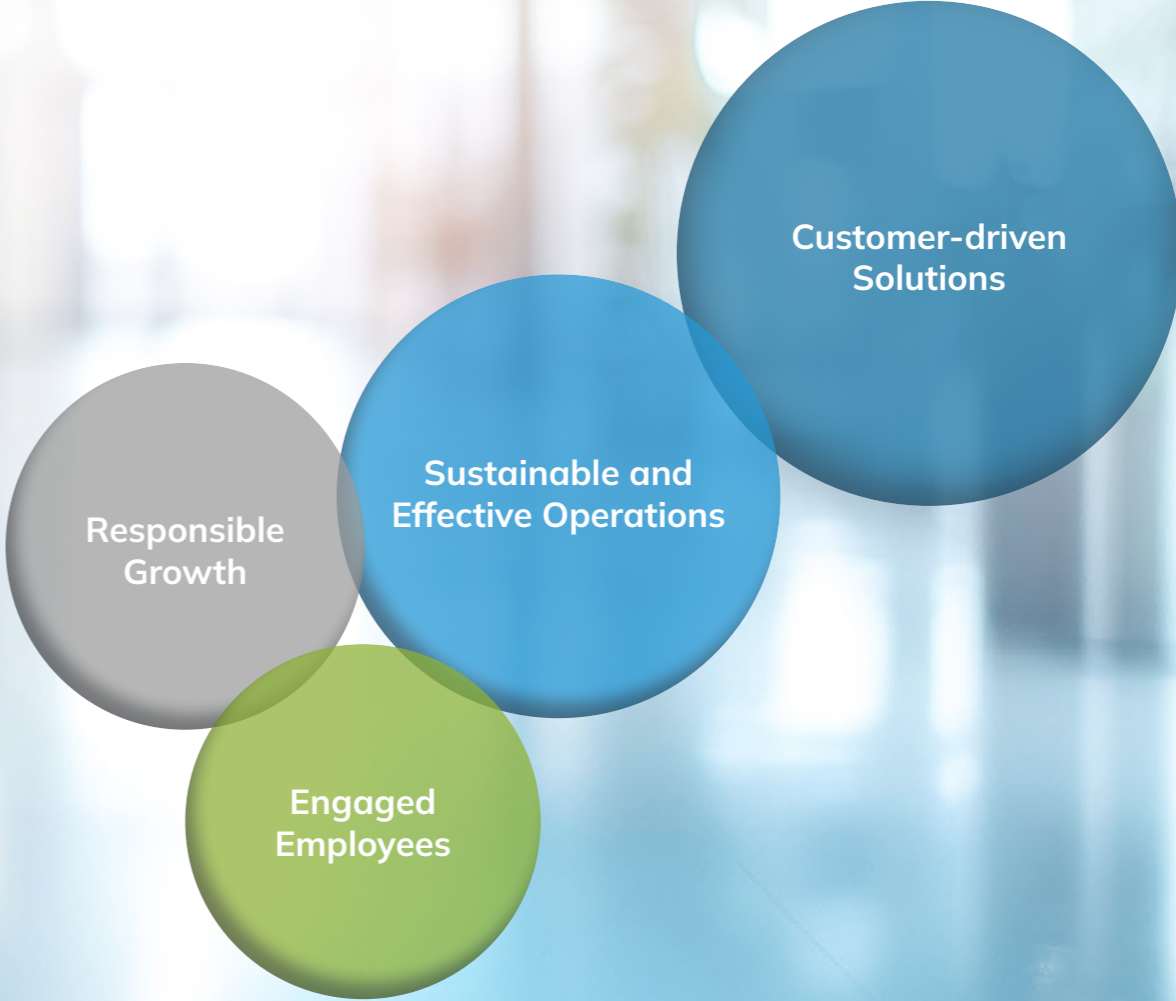 Customer-driven
Solutions
Sustainable and
Effective Operations
Responsible
Growth
Engaged
Employees